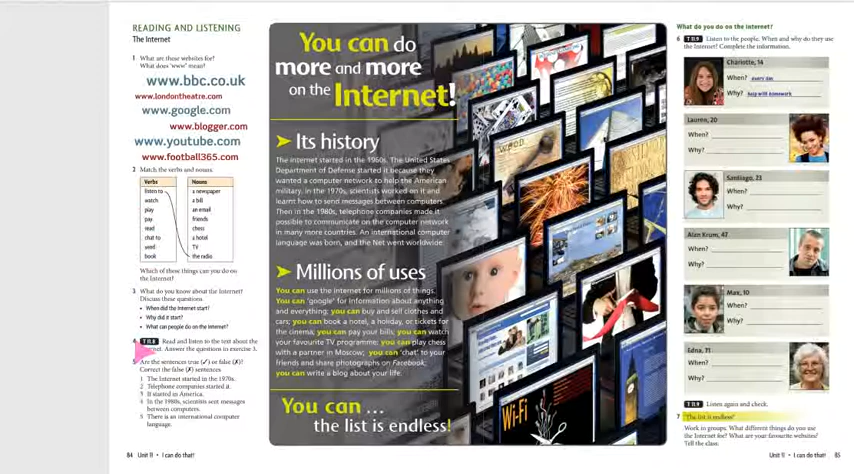 READING AND LISTENING
The Internet
1 What are these websites for?
What does 'www' mean?
www.bbc.co.uk
www.londontheatre.com
www.google.com
www.blogger.com
www.youtube.com
www.football365.com
2 Match the verbs and nouns.
Verbs Nouns
listen to a newspaper
watch a bill
play an email
pay friends
read chess
chat to a hotel
send TV
book the radio
Which of these things can you do on
the Internet?
3 What do you know about the Internet?
Discuss these questions.
• When did the Internet start?
• Why did it start?
• What can people do on the Internet?
4 T 11.8 Read and listen to the text about the
Answer the questions in exercise 3.
5 Are the sentences true (✓) or false (✗)?
Correct the false (✗) sentences.
1 The Internet started in the 1970s.
2 Telephone companies started it.
3 It started in America.
4 In the 1980s, scientists sent messages
between computers.
5 There is an international computer
language.
84 Unit 11 • I can do that!
You can do
more and more
on the Internet!
➤ Its history
The Internet started in the 1960s. The United States
Department of Defense started it because they
wanted a computer network to help the American
military. In the 1970s, scientists worked on it and
learnt how to send messages between computers.
Then in the 1980s, telephone companies made it
possible to communicate on the computer network
in many more countries. An international computer
language was born, and the Net went worldwide.
➤ Millions of uses
You can use the Internet for millions of things.
You can 'google' for information about anything
and everything; you can buy and sell clothes and
cars; you can book a hotel, a holiday, or tickets for
the cinema; you can pay your bills; you can watch
your favourite TV programme; you can play chess
with a partner in Moscow; you can 'chat' to your
friends and share photographs on Facebook;
you can write a blog about your life.
You can ...
the list is endless!
Wi-Fi
What do you do on the Internet?
6 T 11.9 Listen to the people. When and why do they use
the Internet? Complete the information.
Charlotte, 14
When? every day
Why? help with homework
Lauren, 20
When?
Why?
Santiago, 23
When?
Why?
Alan Krum, 47
When?
Why?
Max, 10
When?
Why?
Edna, 71
When?
Why?
T 11.9 Listen again and check.
7 'The list is endless!'
Work in groups. What different things do you use
the Internet for? What are your favourite websites?
Tell the class.
Unit 11 • I can do that! 85